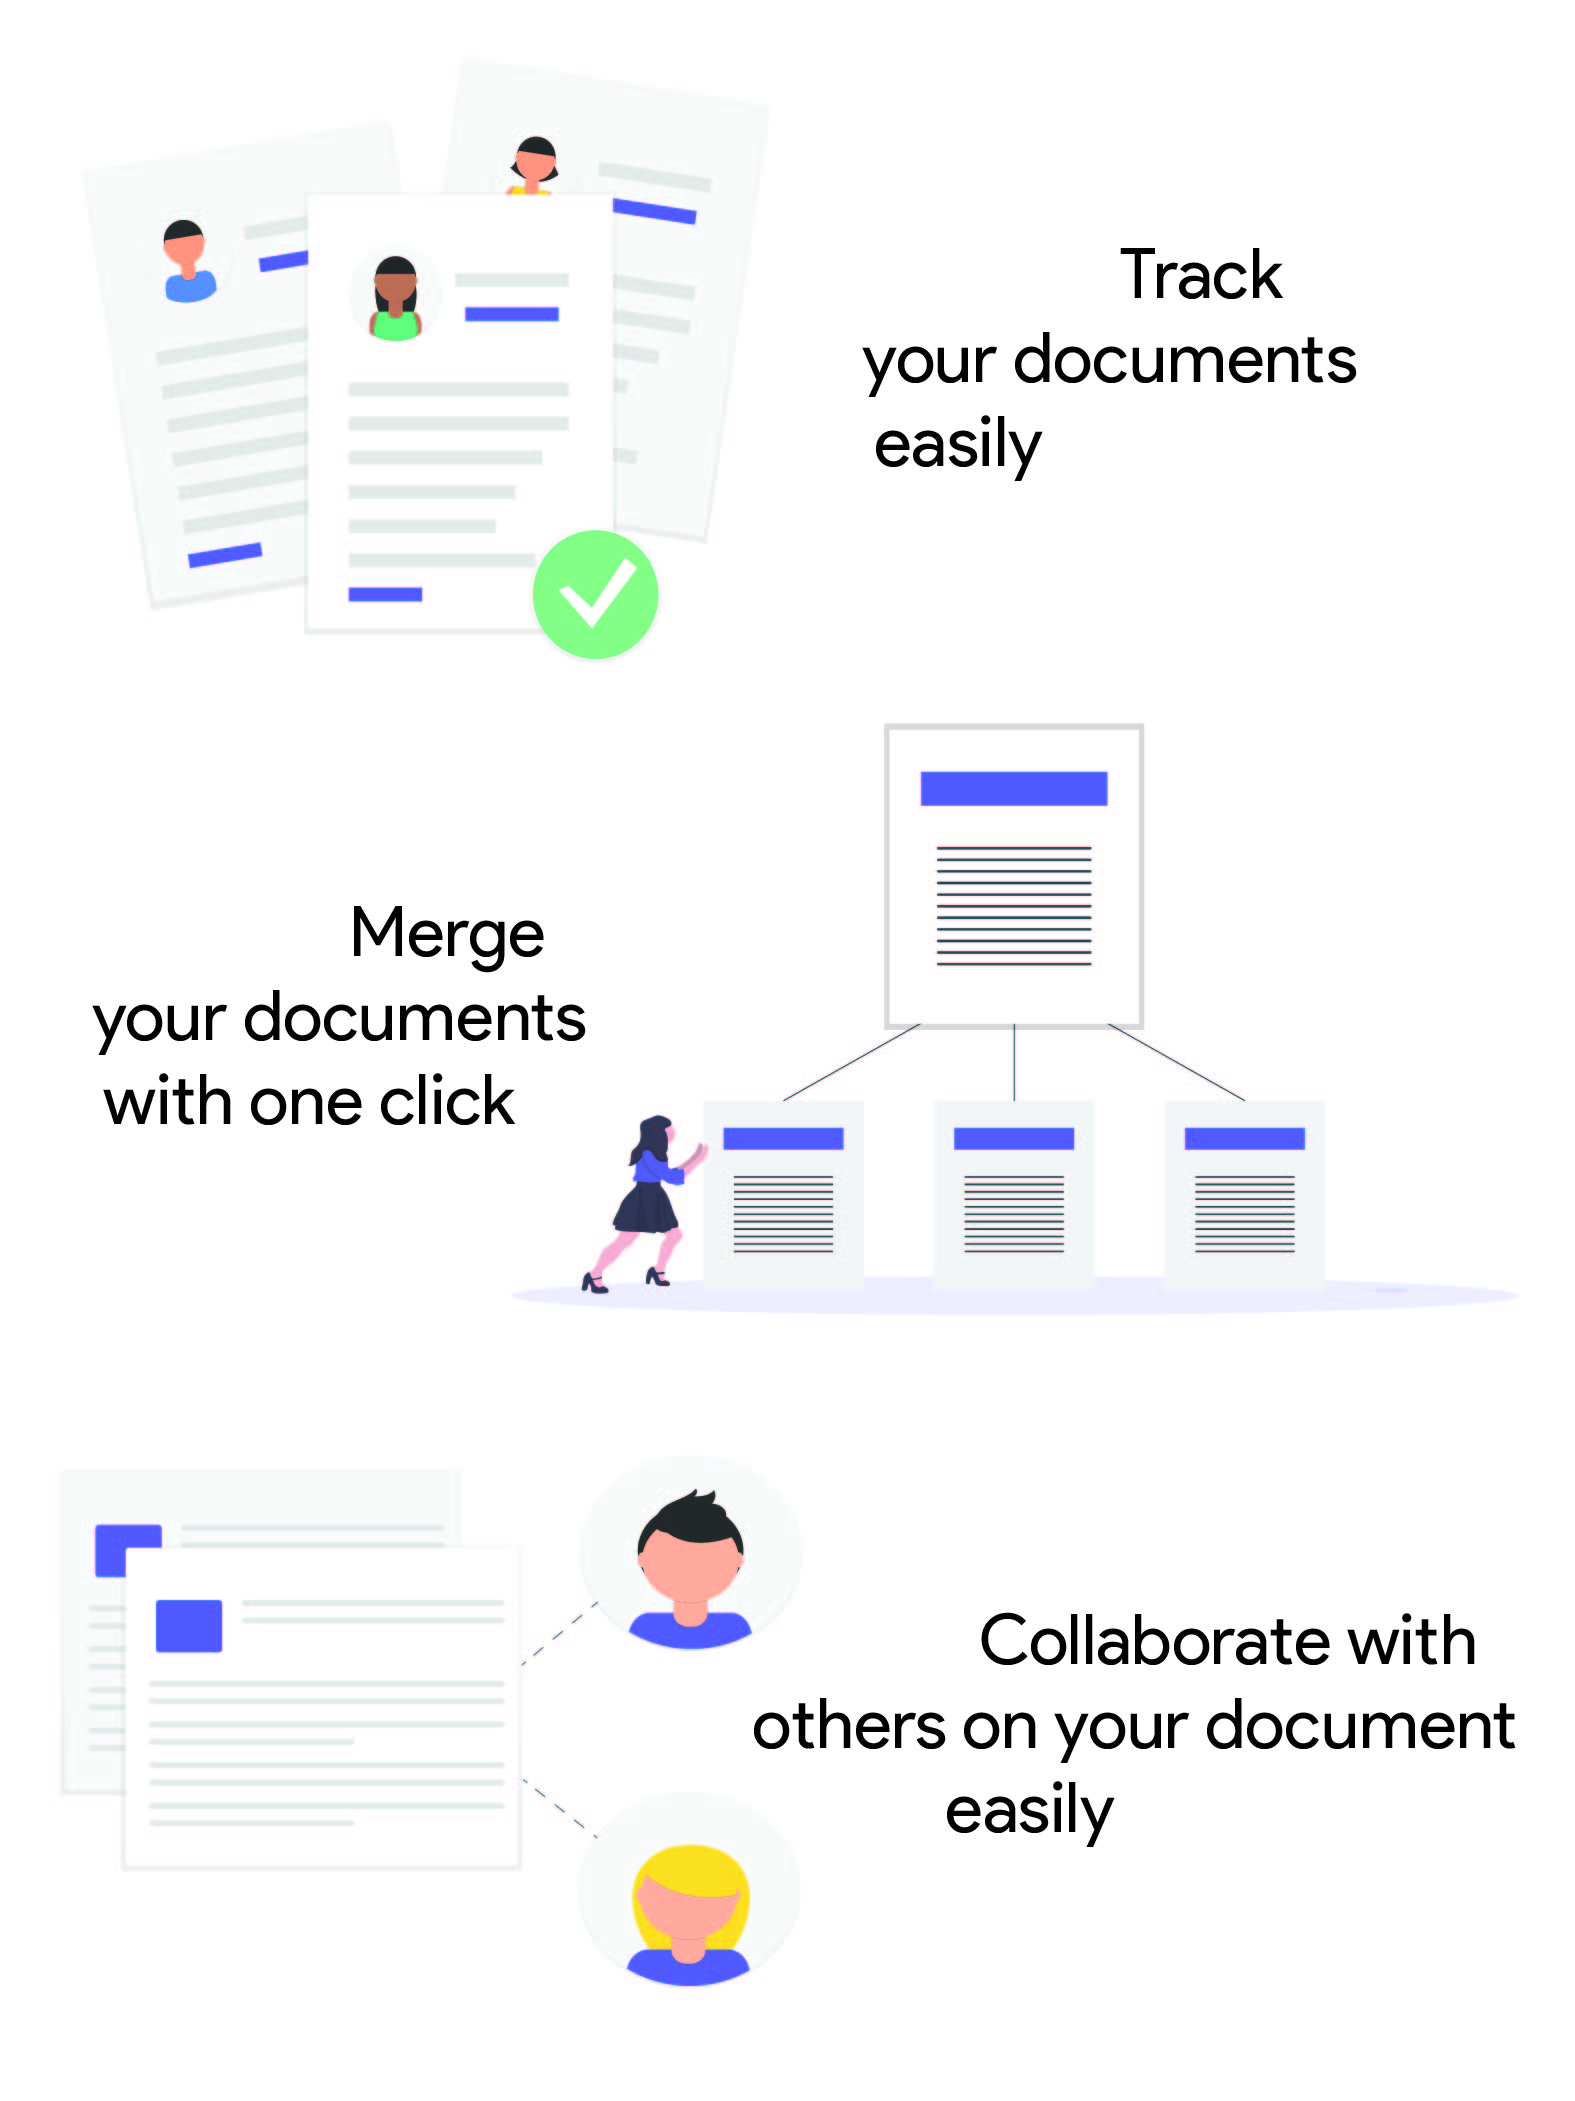 Track
your documents
easily
Merge
your documents
with one click
Collaborate with
others on your document
easily